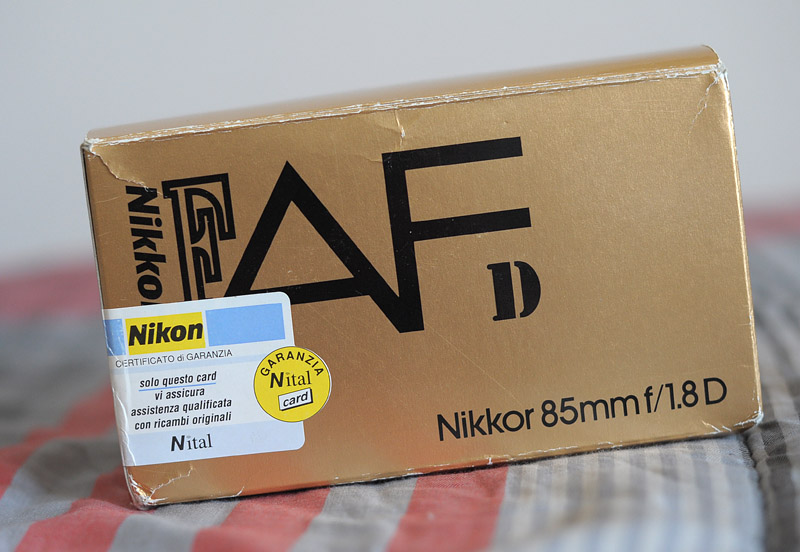 Nikkor
AF
D
Nikkor 85mm f/1.8 D
Nikon
CERTIFICATO di GARANZIA
solo questo card
vi assicura
assistenza qualificata
con ricambi originali
Nital
GARANZIA
Nital
card